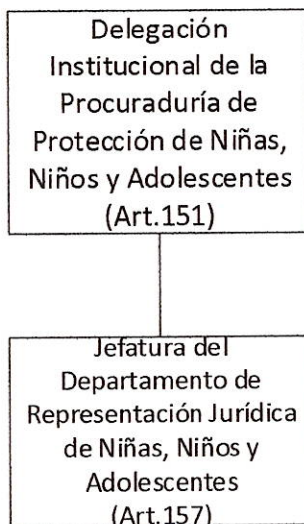 Delegación
Institucional de la
Procuraduría de
Protección de Niñas,
Niños y Adolescentes
(Art.151)
Jefatura del
Departamento de
Representación Jurídica
de Niñas, Niños y
Adolescentes
(Art.157)